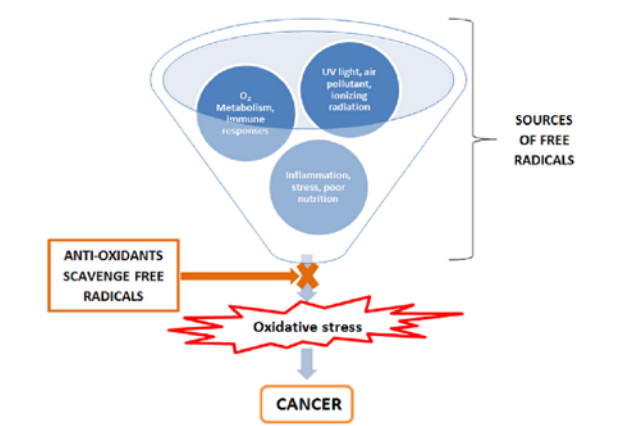 UV light, air
pollutant,
ionizing
radiation
O₂
Metabolism,
immune
responses
Inflammation,
stress, poor
nutrition
SOURCES
OF FREE
RADICALS
ANTI-OXIDANTS
SCAVENGE FREE
RADICALS
Oxidative stress
CANCER